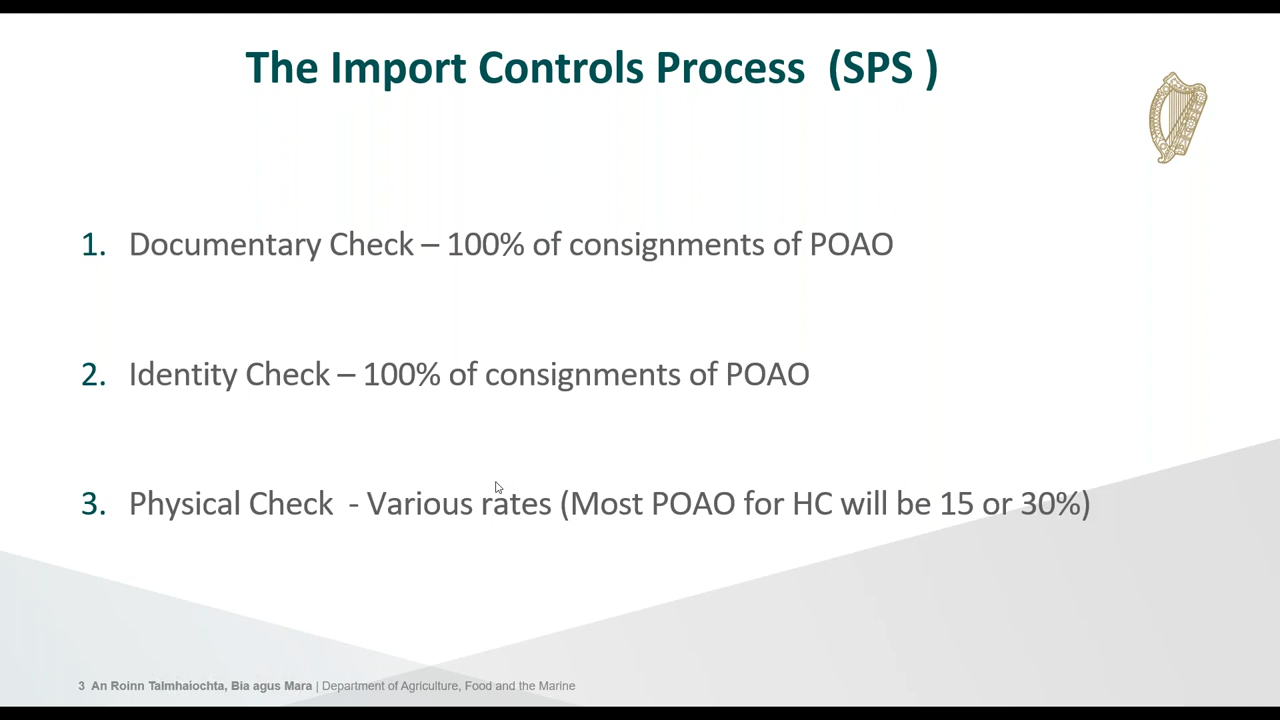 The Import Controls Process  (SPS )
1. Documentary Check – 100% of consignments of POAO
2. Identity Check – 100% of consignments of POAO
3. Physical Check  - Various rates (Most POAO for HC will be 15 or 30%)
3 An Roinn Talmhaíochta, Bia agus Mara | Department of Agriculture, Food and the Marine